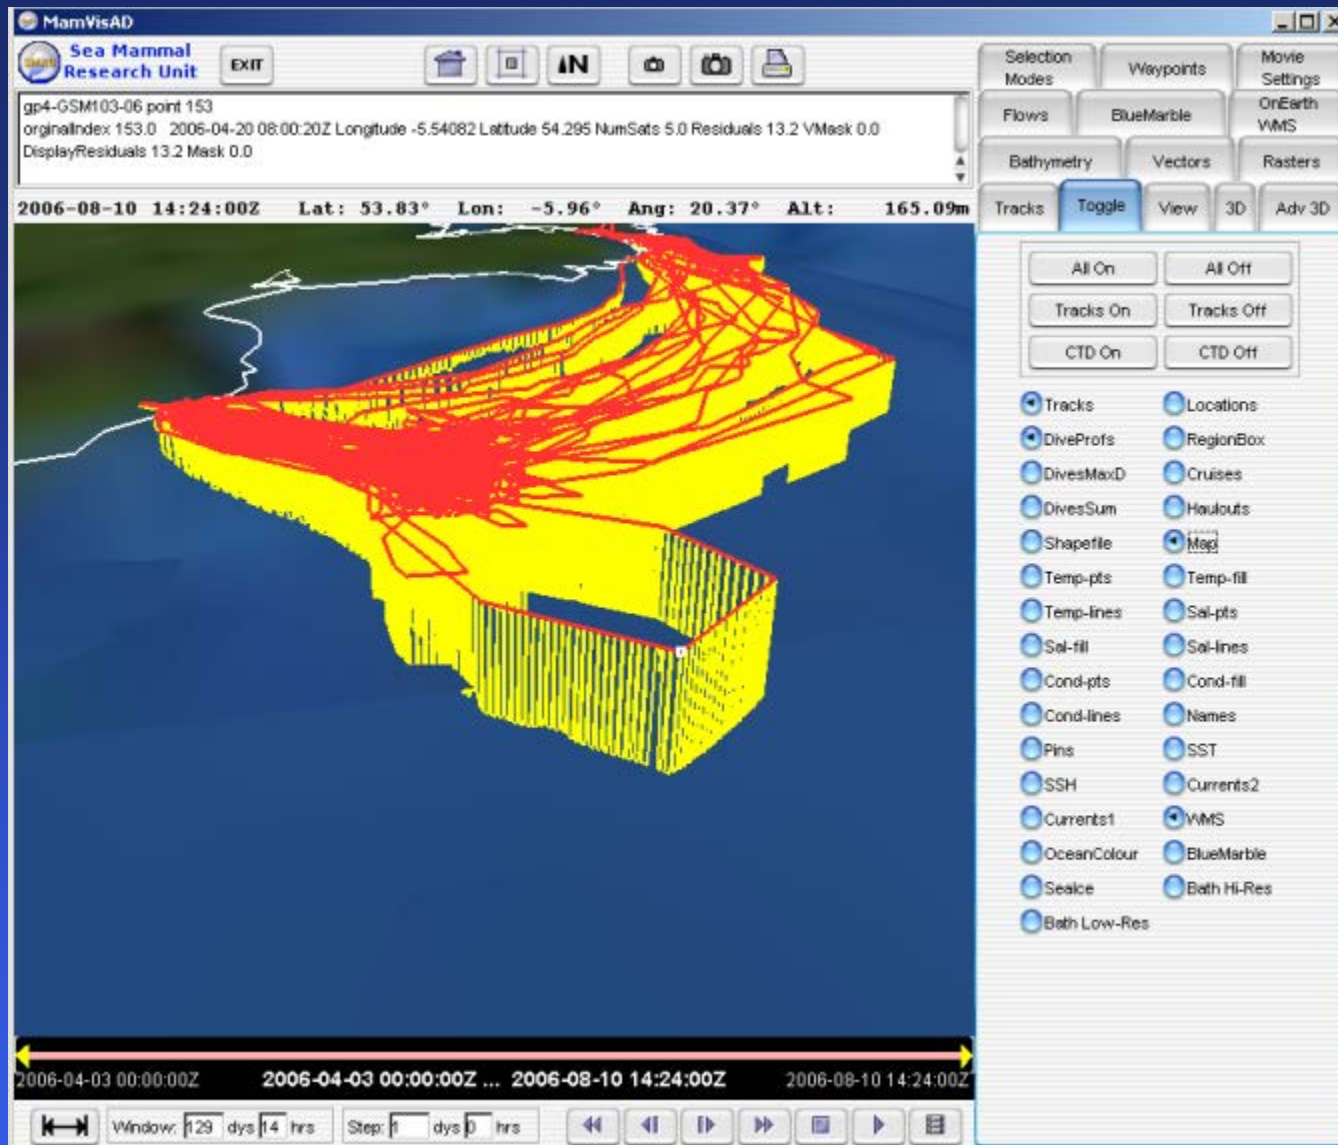 MamVisAD
Sea Mammal
Research Unit
EXIT
N
gp4-GSM103-06 point 153
orginalIndex 153.0 2006-04-20 08:00:20Z Longitude -5.54082 Latitude 54.295 NumSats 5.0 Residuals 13.2 VMask 0.0
DisplayResiduals 13.2 Mask 0.0
2006-08-10 14:24:00Z Lat: 53.83° Lon: -5.96° Ang: 20.37° Alt: 165.09m
Selection Modes
Waypoints
Movie Settings
Flows
BlueMarble
OnEarth WMS
Bathymetry
Vectors
Rasters
Tracks
Toggle
View
3D
Adv 3D
All On
All Off
Tracks On
Tracks Off
CTD On
CTD Off
Tracks
Locations
DiveProfs
RegionBox
DivesMaxD
Cruises
DivesSum
Haulouts
Shapefile
Map
Temp-pts
Temp-fill
Temp-lines
Sal-pts
Sal-fill
Sal-lines
Cond-pts
Cond-fill
Cond-lines
Names
Pins
SST
SSH
Currents2
Currents1
WMS
OceanColour
BlueMarble
SeaIce
Bath Hi-Res
Bath Low-Res
2006-04-03 00:00:00Z
2006-04-03 00:00:00Z ... 2006-08-10 14:24:00Z
2006-08-10 14:24:00Z
Window: 129 dys 14 hrs
Step: 1 dys 0 hrs